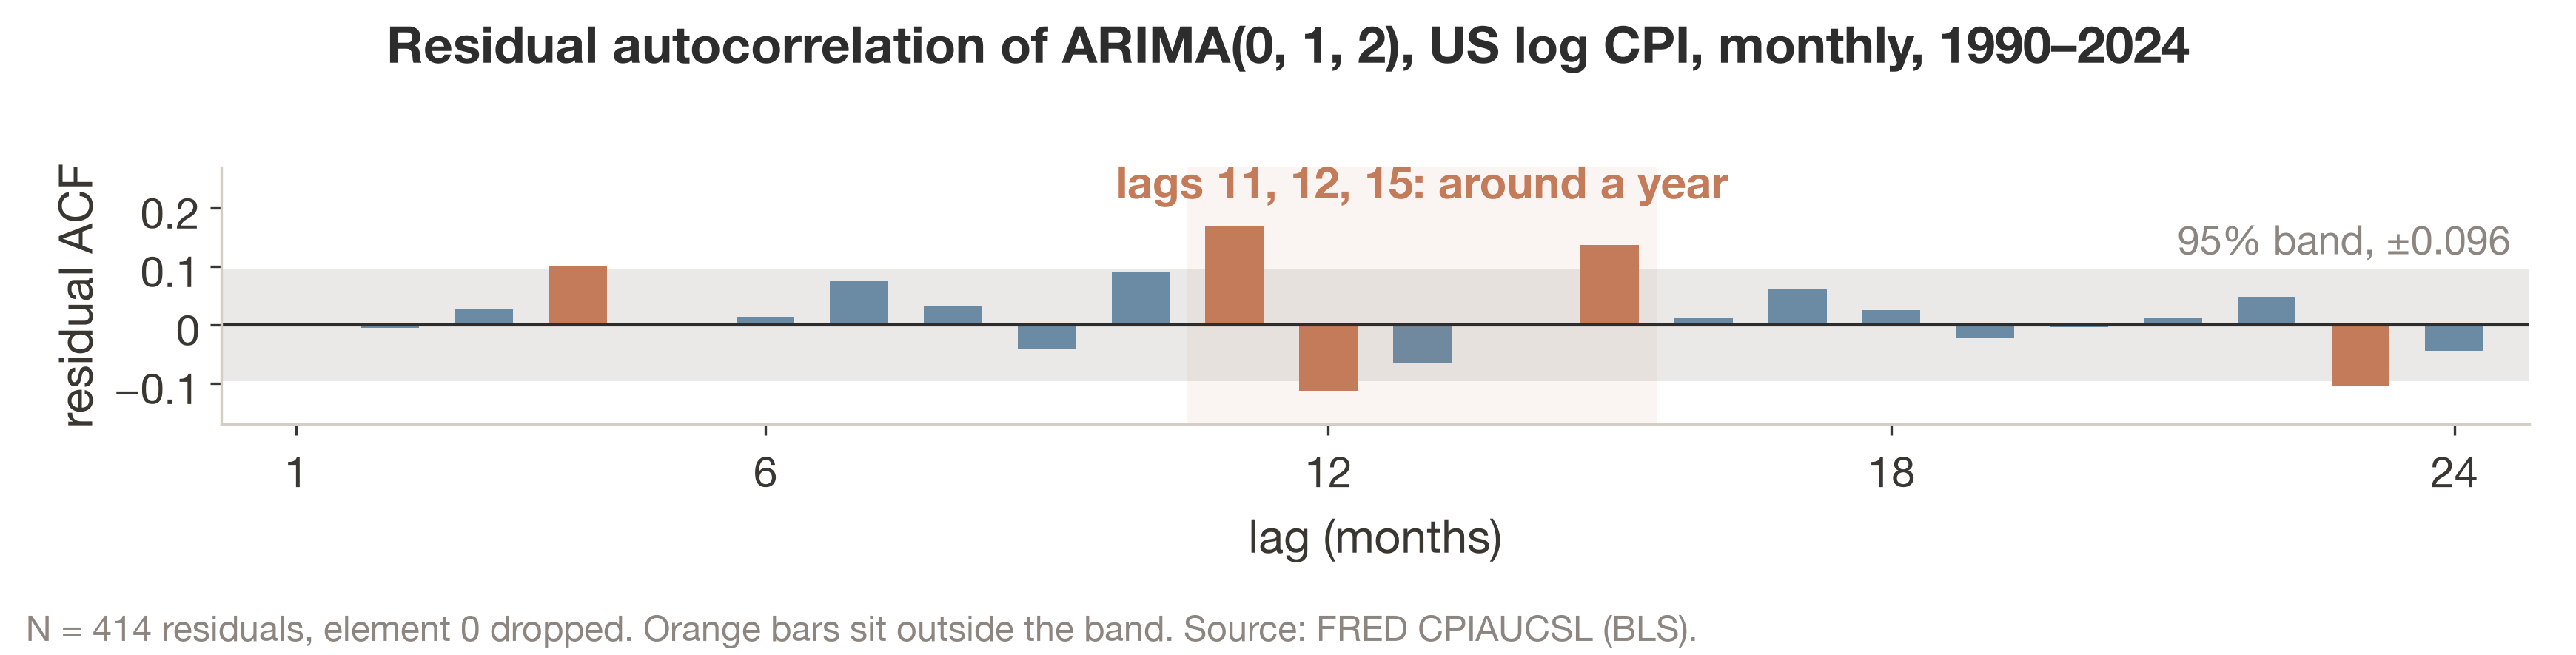 Residual autocorrelation of ARIMA(0, 1, 2), US log CPI, monthly, 1990–2024
lags 11, 12, 15: around a year
95% band, ±0.096
residual ACF
0.2
0.1
0
−0.1
1
6
12
18
24
lag (months)
N = 414 residuals, element 0 dropped. Orange bars sit outside the band. Source: FRED CPIAUCSL (BLS).